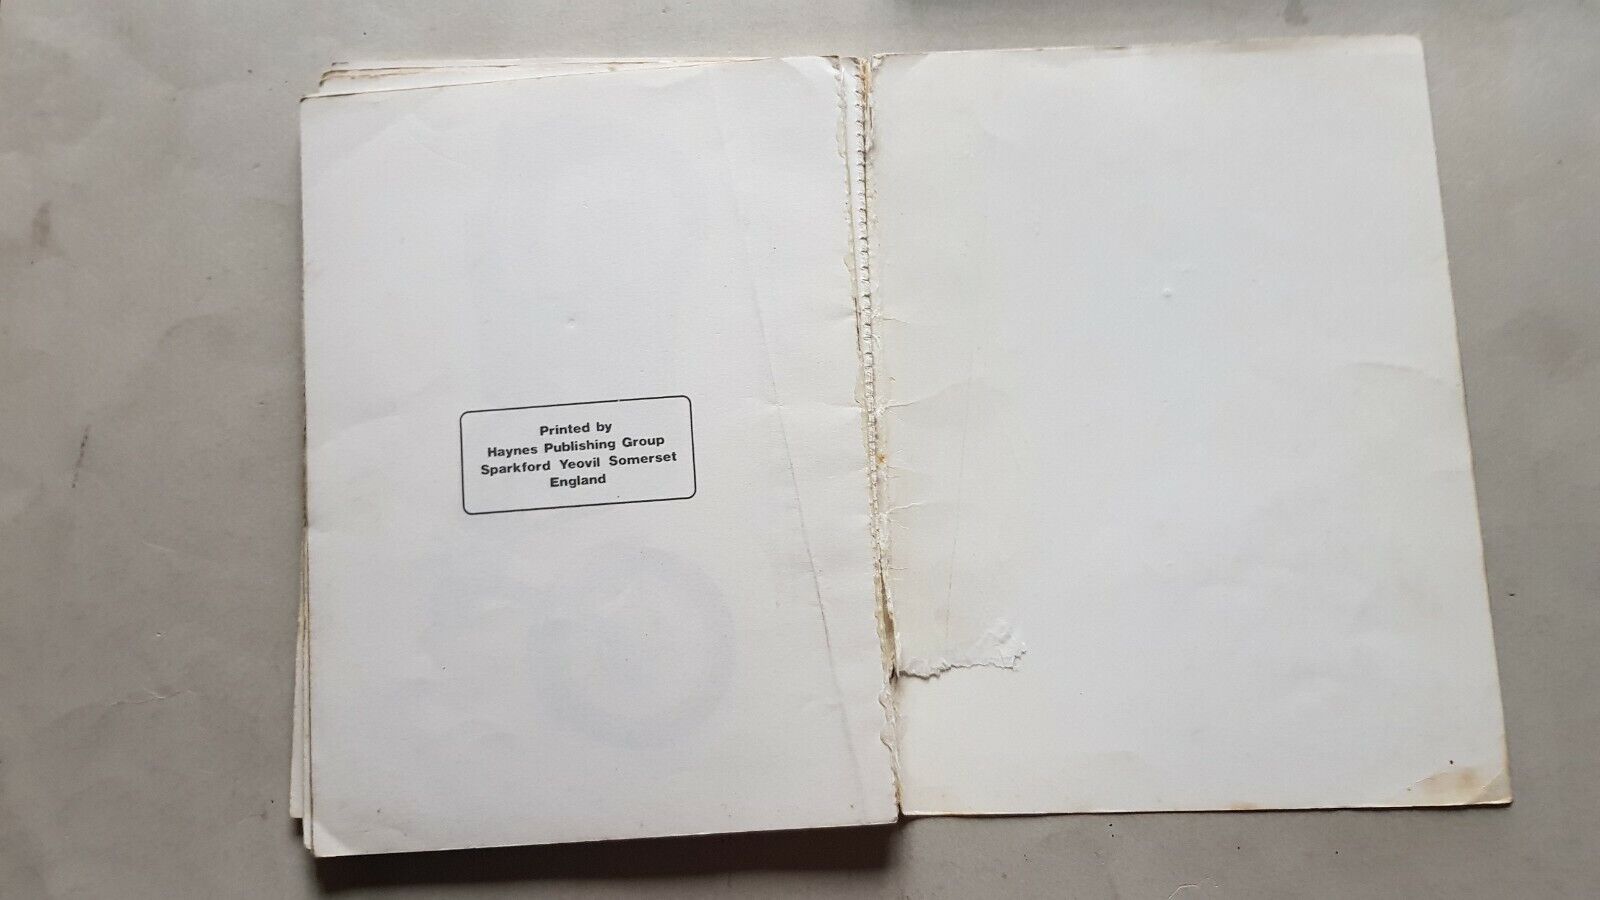 Printed by
Haynes Publishing Group
Sparkford Yeovil Somerset
England